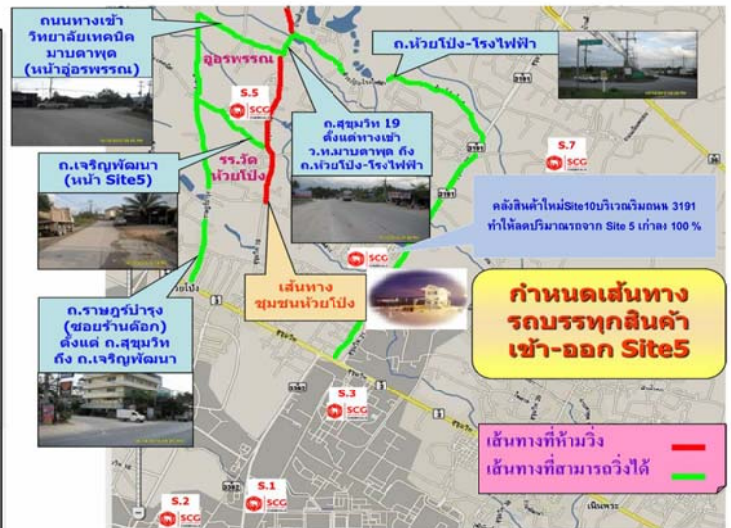 ถนนทางเข้า
วิทยาลัยเทคนิค
มาบตาพุด
(หน้าอู่อรพรรณ)
อู่อรพรรณ
ถ.ห้วยโป่ง-โรงไฟฟ้า
3191
S.5
SCG
ถ.สุขุมวิท 19
ตั้งแต่ทางเข้า
ว.ท.มาบตาพุด ถึง
ถ.ห้วยโป่ง-โรงไฟฟ้า
S.7
SCG
36
ถ.เจริญพัฒนา
(หน้า Site5)
รร.วัด
ห้วยโป่ง
3191
คลังสินค้าใหม่Site10บริเวณริมถนน 3191
ทำให้ลดปริมาณรถจาก Site 5 เก่าลง 100 %
SCG
เส้นทาง
ชุมชนห้วยโป่ง
กำหนดเส้นทาง
รถบรรทุกสินค้า
เข้า-ออก Site5
ถ.ราษฎร์บำรุง
(ซอยร้านต๊อก)
ตั้งแต่ ถ.สุขุมวิท
ถึง ถ.เจริญพัฒนา
3
สุขุมวิท
3392
S.3
SCG
3
เส้นทางที่ห้ามวิ่ง
เส้นทางที่สามารถวิ่งได้
3392
S.1
SCG
S.2
SCG
SCG
เนินพระ